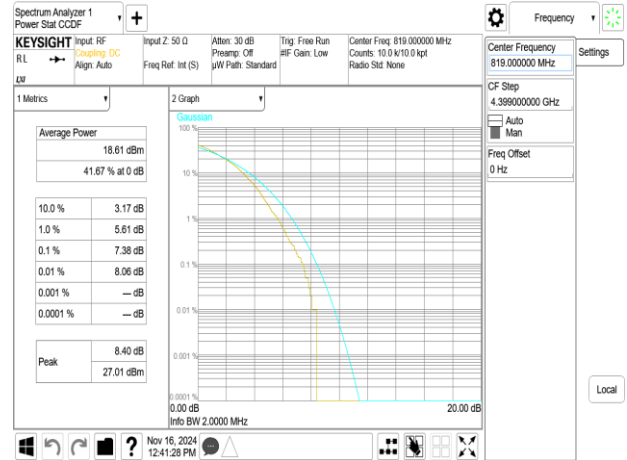 Spectrum Analyzer 1
Power Stat CCDF
Frequency
KEYSIGHT
RL
Input: RF
Coupling: DC
Align: Auto
Input Z: 50 Ω
Freq Ref: Int (S)
Atten: 30 dB
Preamp: Off
µW Path: Standard
Trig: Free Run
#IF Gain: Low
Center Freq: 819.000000 MHz
Counts: 10.0 k/10.0 kpt
Radio Std: None
Center Frequency
819.000000 MHz
Settings
CF Step
4.399000000 GHz
Auto
Man
Freq Offset
0 Hz
1 Metrics
Average Power
18.61 dBm
41.67 % at 0 dB
10.0 % 3.17 dB
1.0 % 5.61 dB
0.1 % 7.38 dB
0.01 % 8.06 dB
0.001 % --- dB
0.0001 % --- dB
Peak
8.40 dB
27.01 dBm
2 Graph
Gaussian
100 %
10 %
1 %
0.1 %
0.01 %
0.001 %
0.0001 %
0.00 dB 20.00 dB
Info BW 2.0000 MHz
Local
Nov 16, 2024
12:41:28 PM